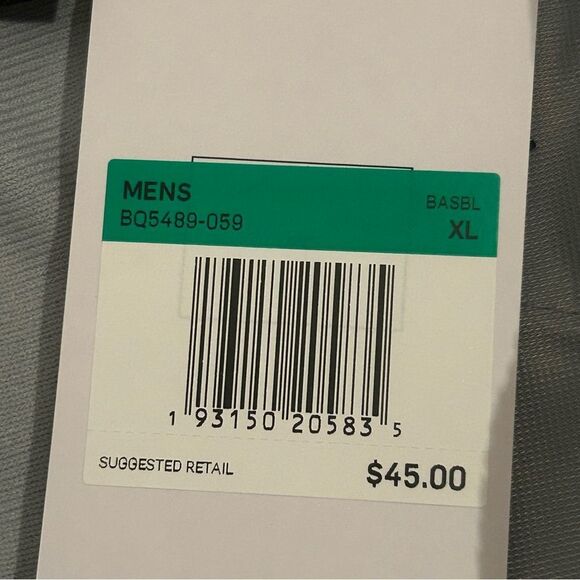 MENS
BQ5489-059
BASBL
XL
1 93150 20583 5
SUGGESTED RETAIL
$45.00